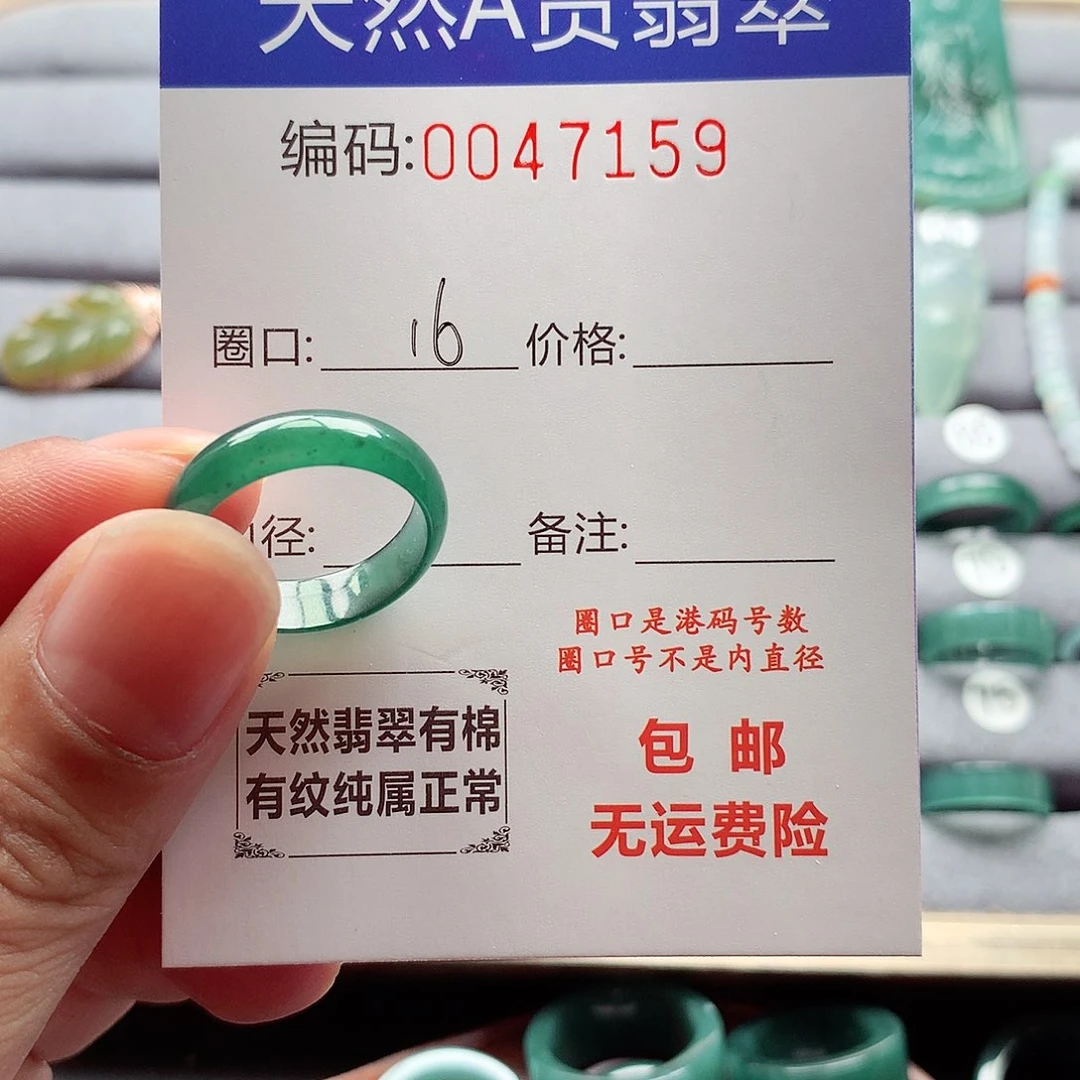 天然A货翡翠
编码:0047159
圈口: 16 价格:
径: 备注:
圈口是港码号数
圈口号不是内直径
天然翡翠有棉
有纹纯属正常
包 邮
无运费险